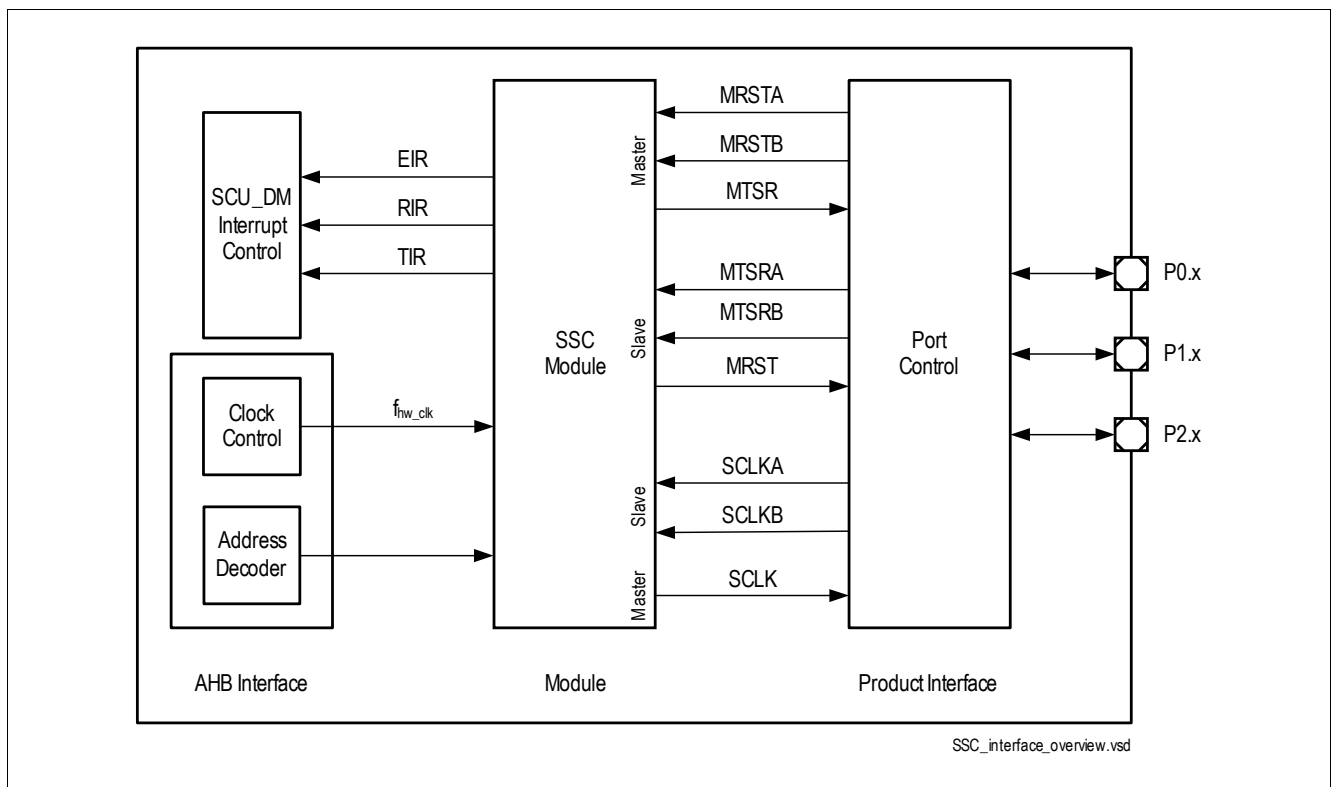 SCU_DM
Interrupt
Control
EIR
RIR
TIR
Clock
Control
fhw_clk
Address
Decoder
AHB Interface
SSC
Module
Master
Slave
Slave
Master
Module
MRSTA
MRSTB
MTSR
MTSRA
MTSRB
MRST
SCLKA
SCLKB
SCLK
Port
Control
Product Interface
P0.x
P1.x
P2.x
SSC_interface_overview.vsd